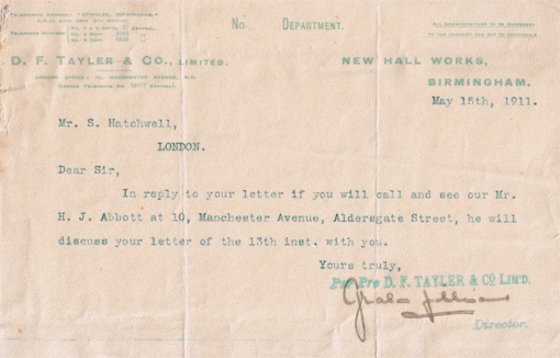 No. DEPARTMENT.
D. F. TAYLER & Co., LIMITED.
NEW HALL WORKS,
BIRMINGHAM.
May 15th, 1911.
Mr. S. Hatchwell,
LONDON.
Dear Sir,
In reply to your letter if you will call and see our Mr.
H. J. Abbott at 10, Manchester Avenue, Aldersgate Street, he will
discuss your letter of the 13th inst. with you.
Yours truly,
Per Pro D. F. TAYLER & Co LIMD.
Director.